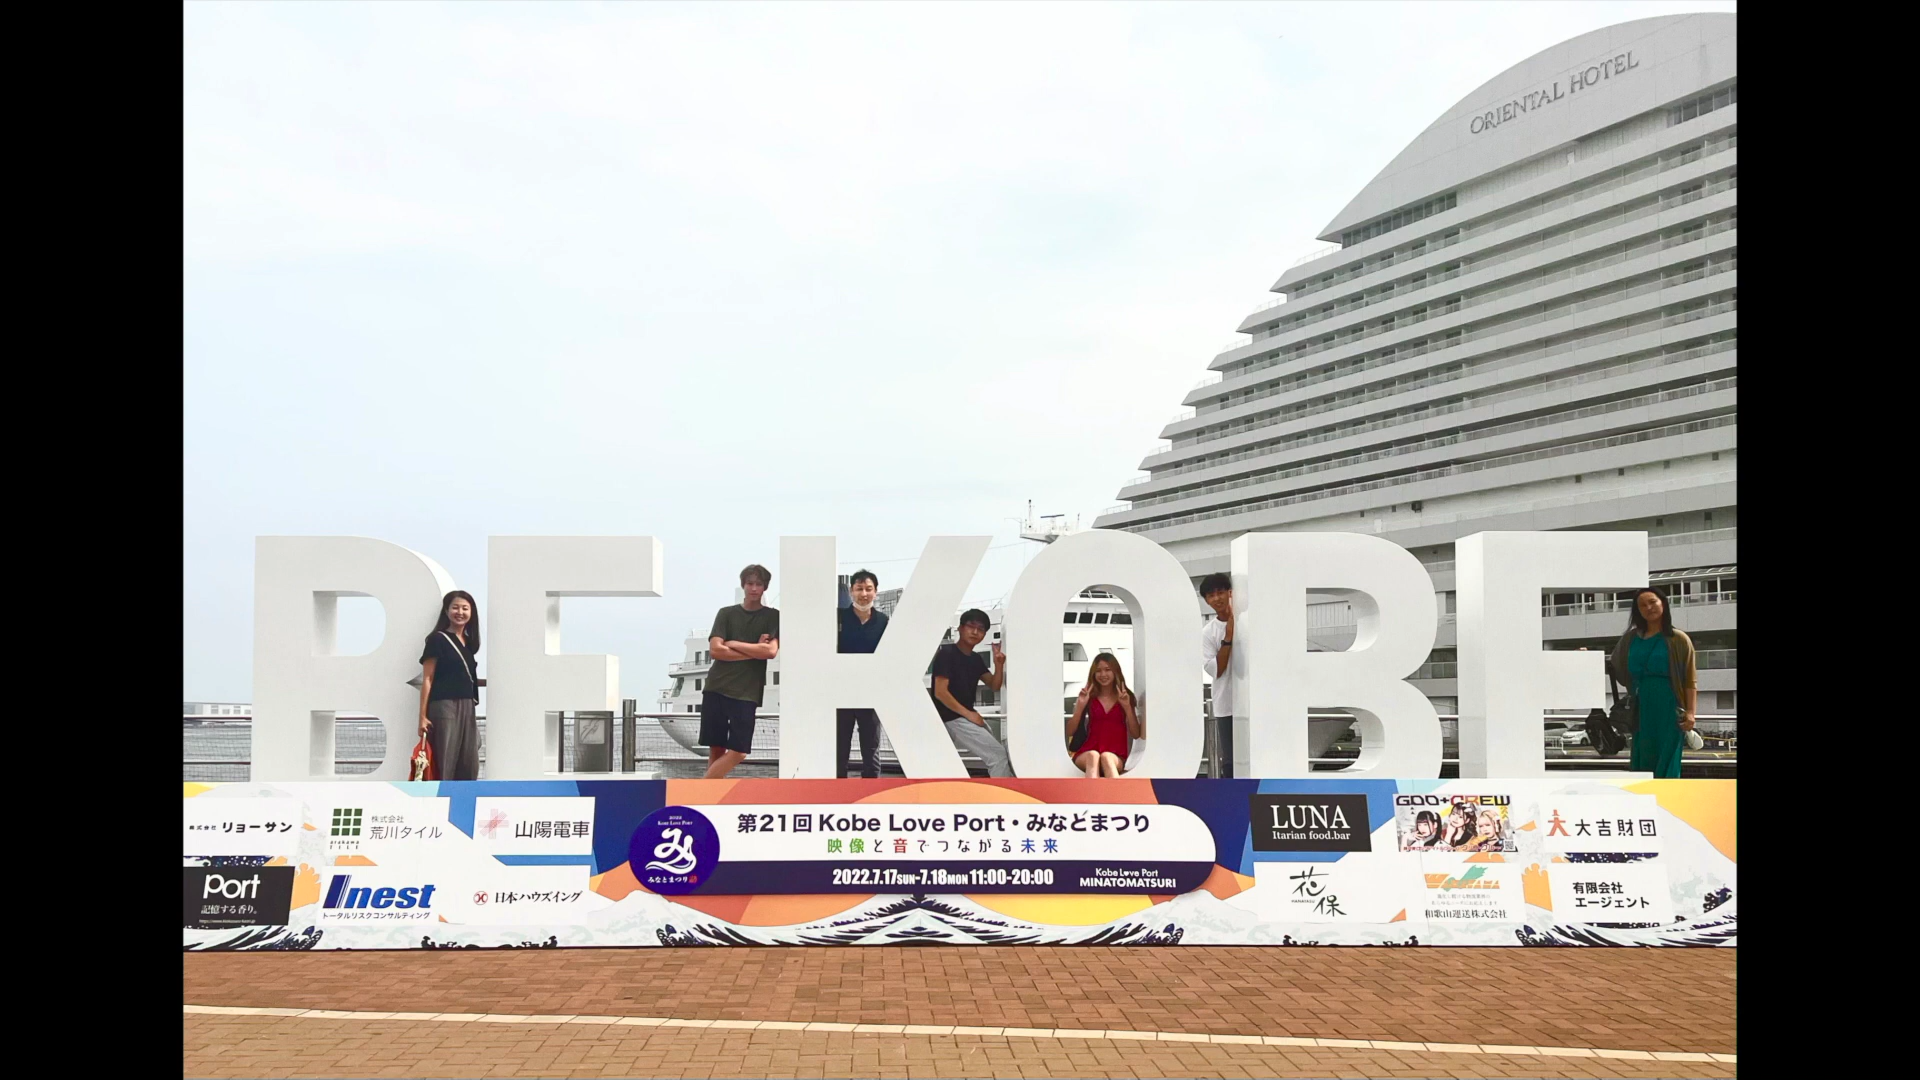 ORIENTAL HOTEL
BE KOBE
第21回 Kobe Love Port・みなとまつり
映像と音でつながる未来
2022.7.17SUN-7.18MON 11:00-20:00
Kobe Love Port
MINATOMATSURI
みなとまつり
株式会社 リョーサン
株式会社
荒川タイル
山陽電車
port
記憶する香り。
Inest
トータルリスクコンサルティング
日本ハウズイング
LUNA
Itarian food.bar
GOO+CREW
大吉財団
花保
和歌山運送株式会社
有限会社
エージェント